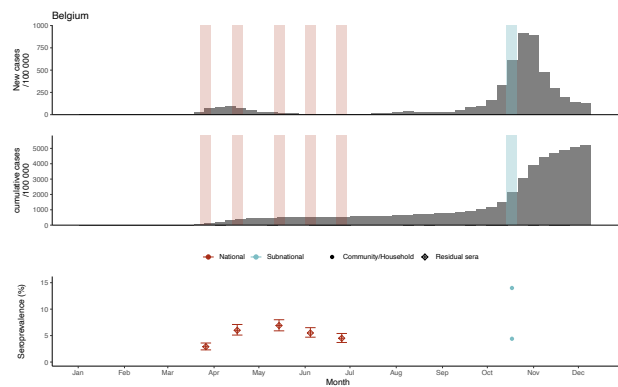 Belgium
New cases
/100 000
1000
750
500
250
0
cumulative cases
/100 000
5000
4000
3000
2000
1000
0
National Subnational Community/Household Residual sera
Seroprevalence (%)
15
10
5
0
Jan Feb Mar Apr May Jun Jul Aug Sep Oct Nov Dec
Month